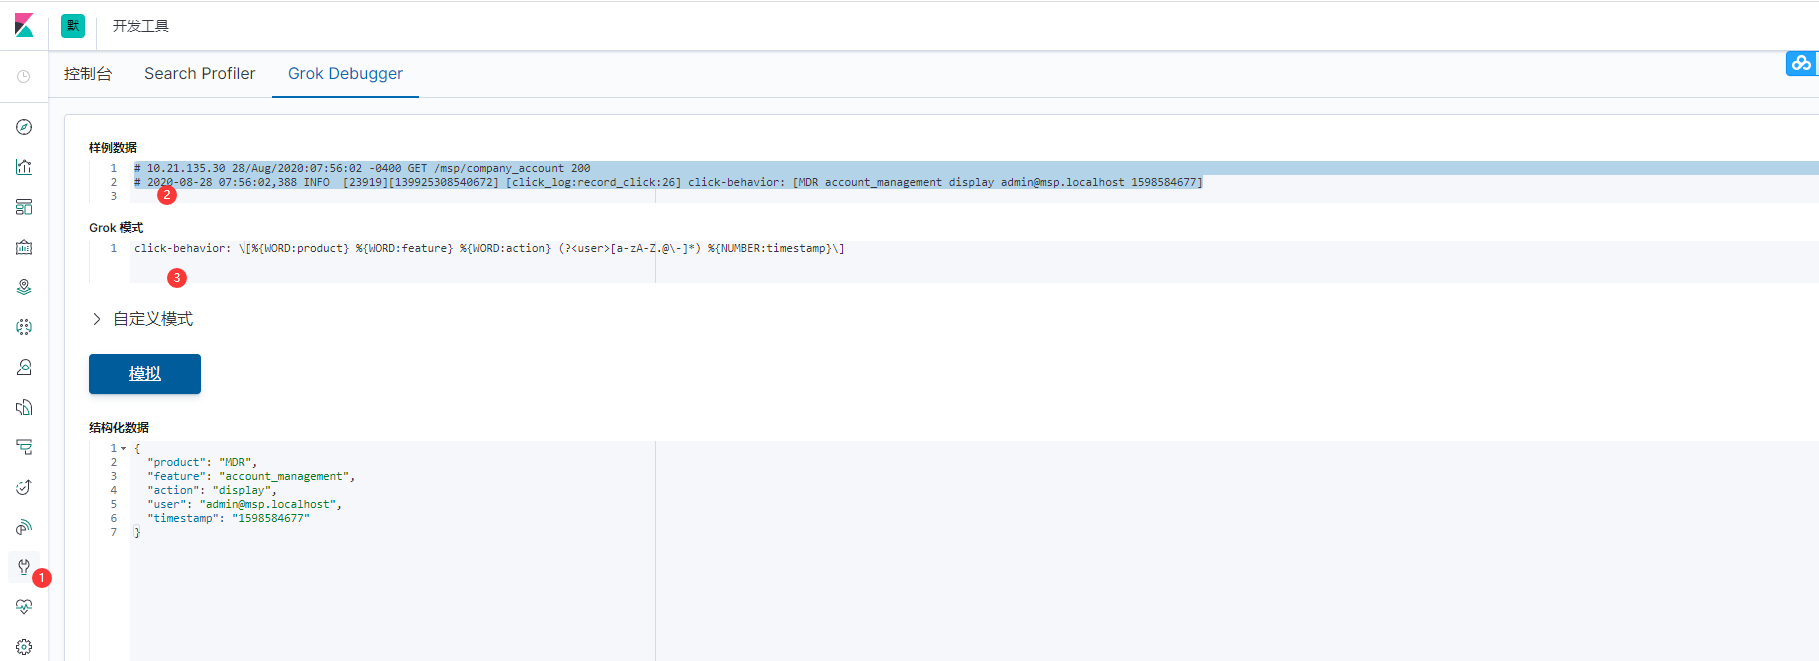 默 开发工具
控制台 Search Profiler Grok Debugger
样例数据
1 # 10.21.135.30 28/Aug/2020:07:56:02 -0400 GET /msp/company_account 200
2 # 2020-08-28 07:56:02,388 INFO  [23919][139925308540672] [click_log:record_click:26] click-behavior: [MDR account_management display admin@msp.localhost 1598584677]
2
3
Grok 模式
1 click-behavior: \[%{WORD:product} %{WORD:feature} %{WORD:action} (?<user>[a-zA-Z.@\-]*) %{NUMBER:timestamp}\]
3
自定义模式
模拟
结构化数据
1 {
2 "product": "MDR",
3 "feature": "account_management",
4 "action": "display",
5 "user": "admin@msp.localhost",
6 "timestamp": "1598584677"
7 }
1